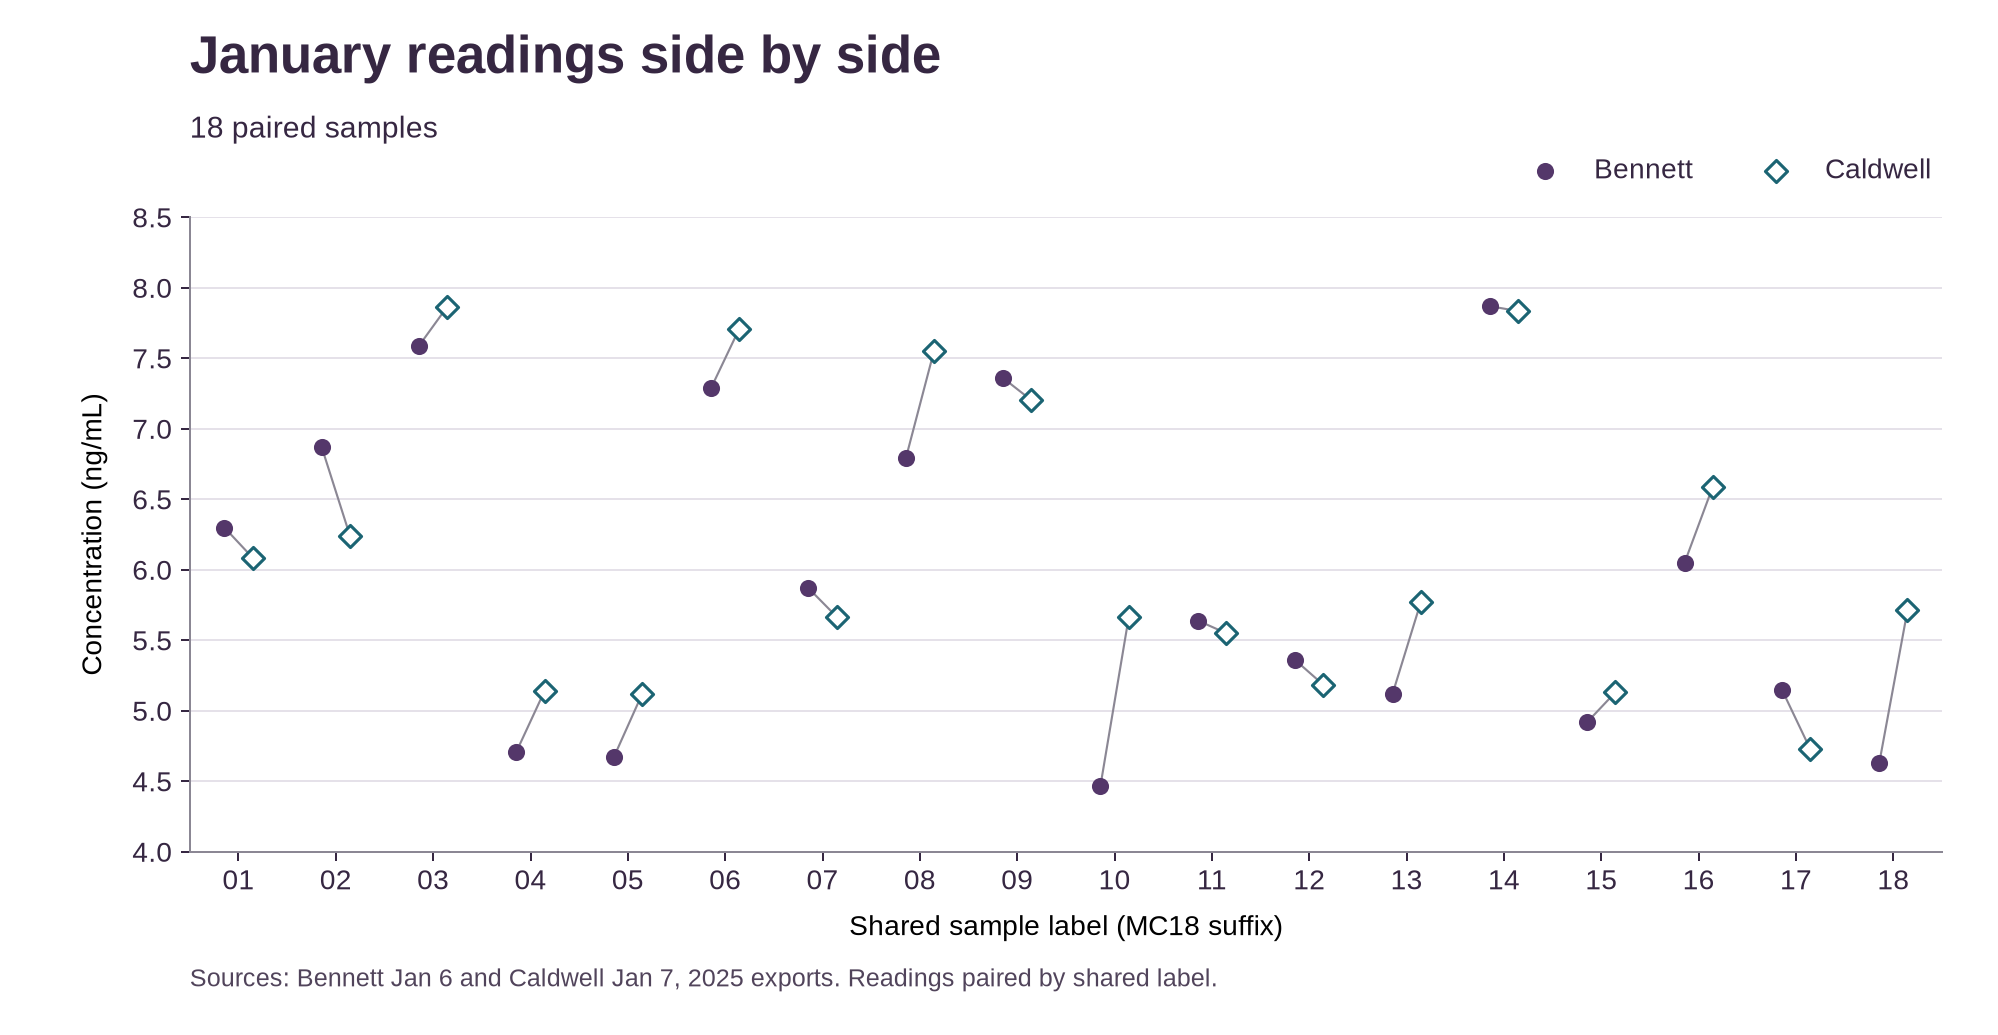 January readings side by side
18 paired samples
Bennett Caldwell
8.5
8.0
7.5
7.0
6.5
6.0
5.5
5.0
4.5
4.0
Concentration (ng/mL)
01 02 03 04 05 06 07 08 09 10 11 12 13 14 15 16 17 18
Shared sample label (MC18 suffix)
Sources: Bennett Jan 6 and Caldwell Jan 7, 2025 exports. Readings paired by shared label.